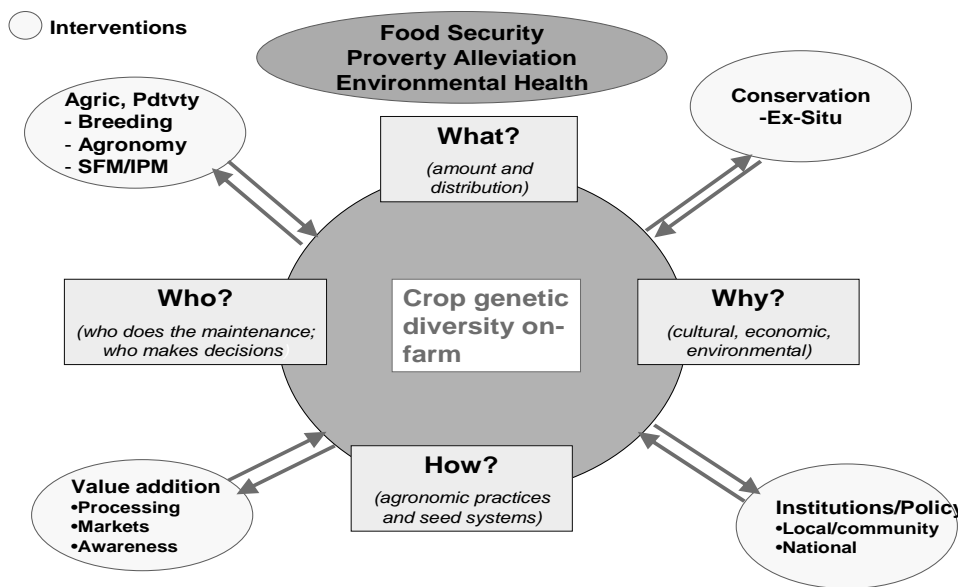 Interventions
Food Security
Proverty Alleviation
Environmental Health
Agric, Pdtvty
- Breeding
- Agronomy
- SFM/IPM
Conservation
-Ex-Situ
What?
(amount and
distribution)
Who?
(who does the maintenance;
who makes decisions)
Crop genetic
diversity on-
farm
Why?
(cultural, economic,
environmental)
How?
(agronomic practices
and seed systems)
Value addition
•Processing
•Markets
•Awareness
Institutions/Policy
•Local/community
•National